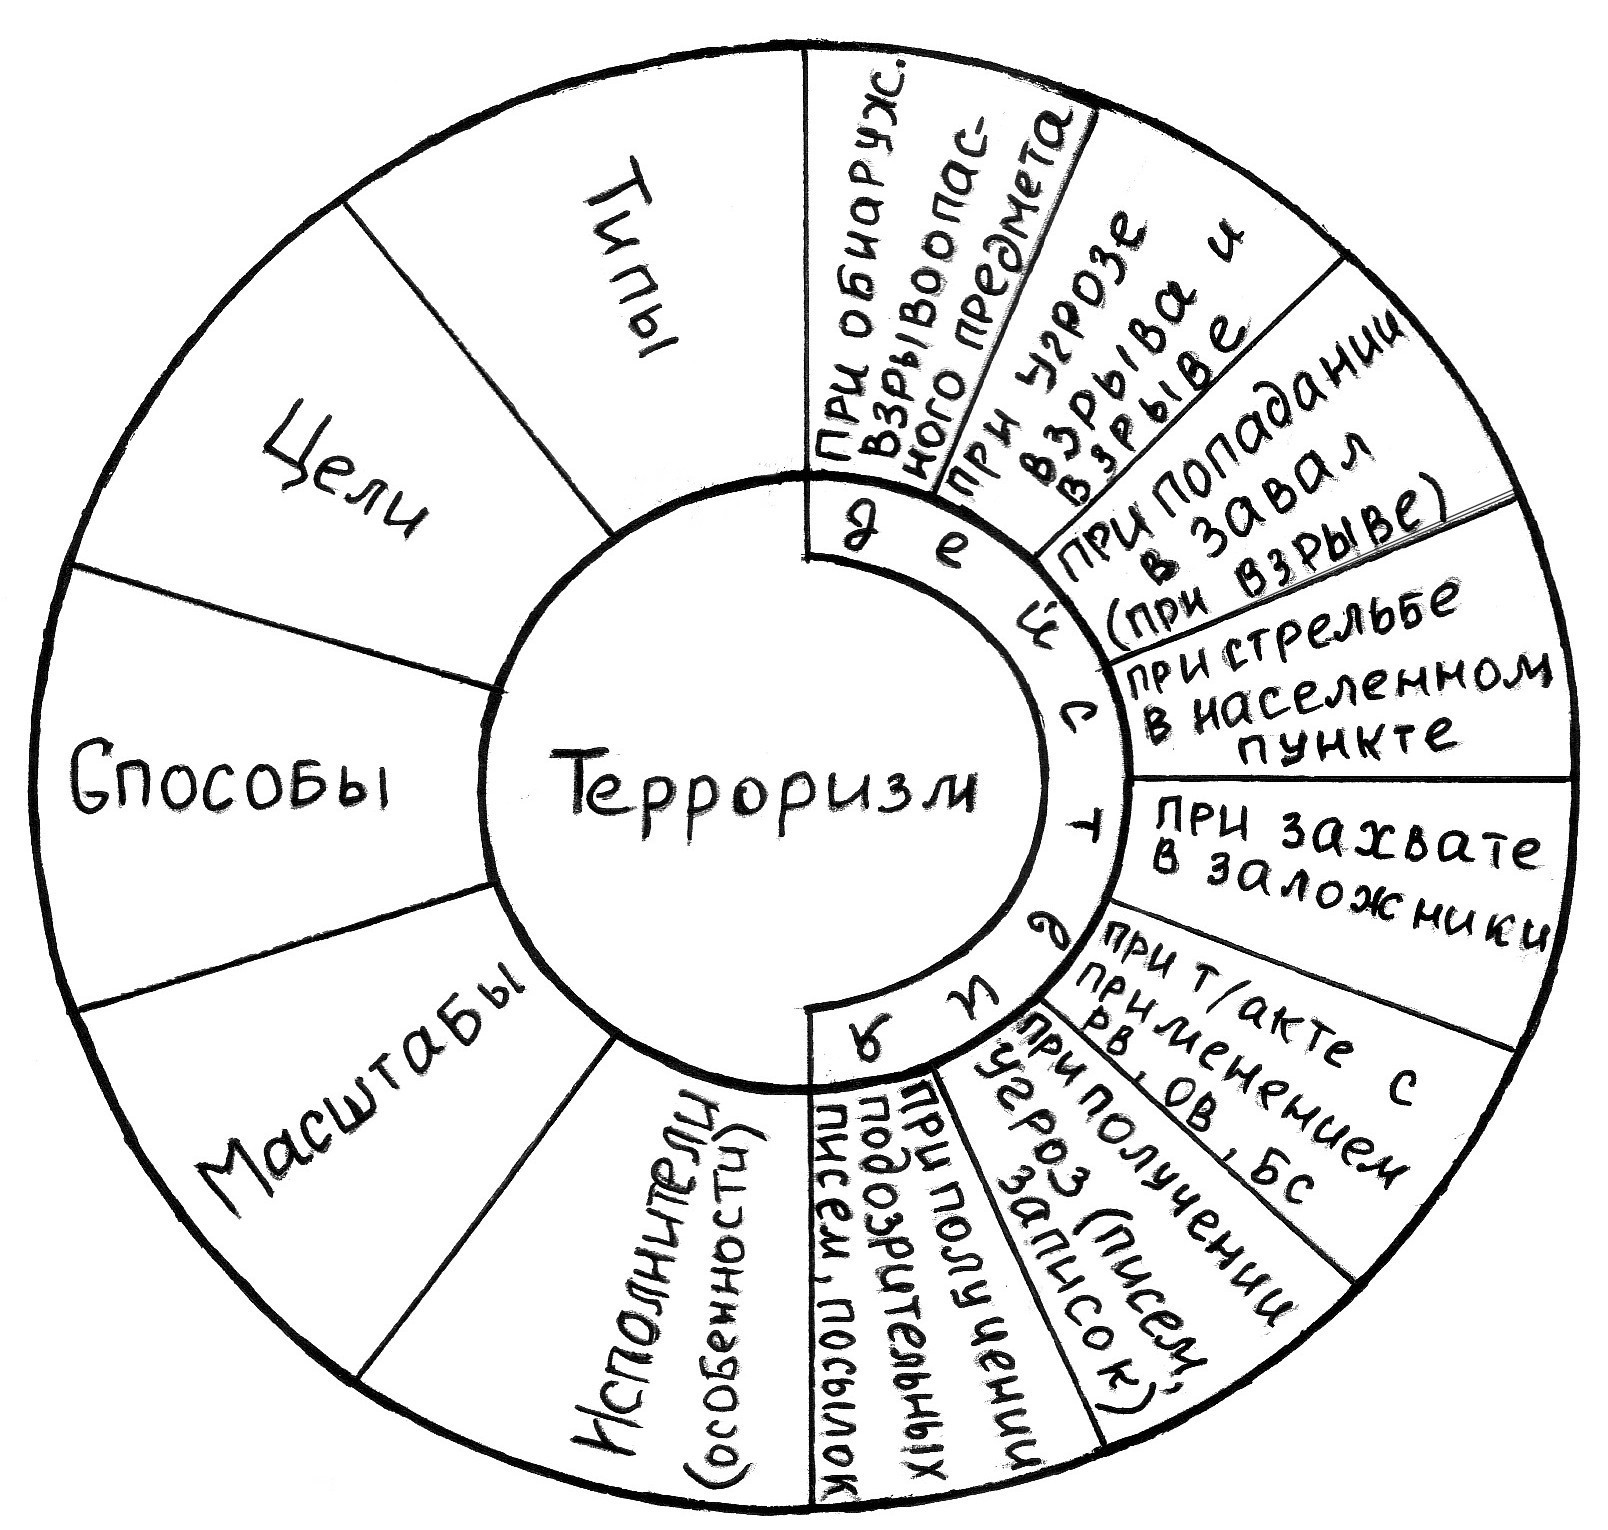 Терроризм
действия
Типы
Цели
Способы
Масштабы
Исполнители
(особенности)
при обнаруж.
взрывоопас-
ного предмета
при угрозе
взрыва и
взрыве
при попадании
в завал
(при взрыве)
при стрельбе
в населенном
пункте
при захвате
в заложники
при т/акте с
применением
РВ, ОВ, БС
при получении
угроз (писем,
записок)
при получении
подозрительных
писем, посылок